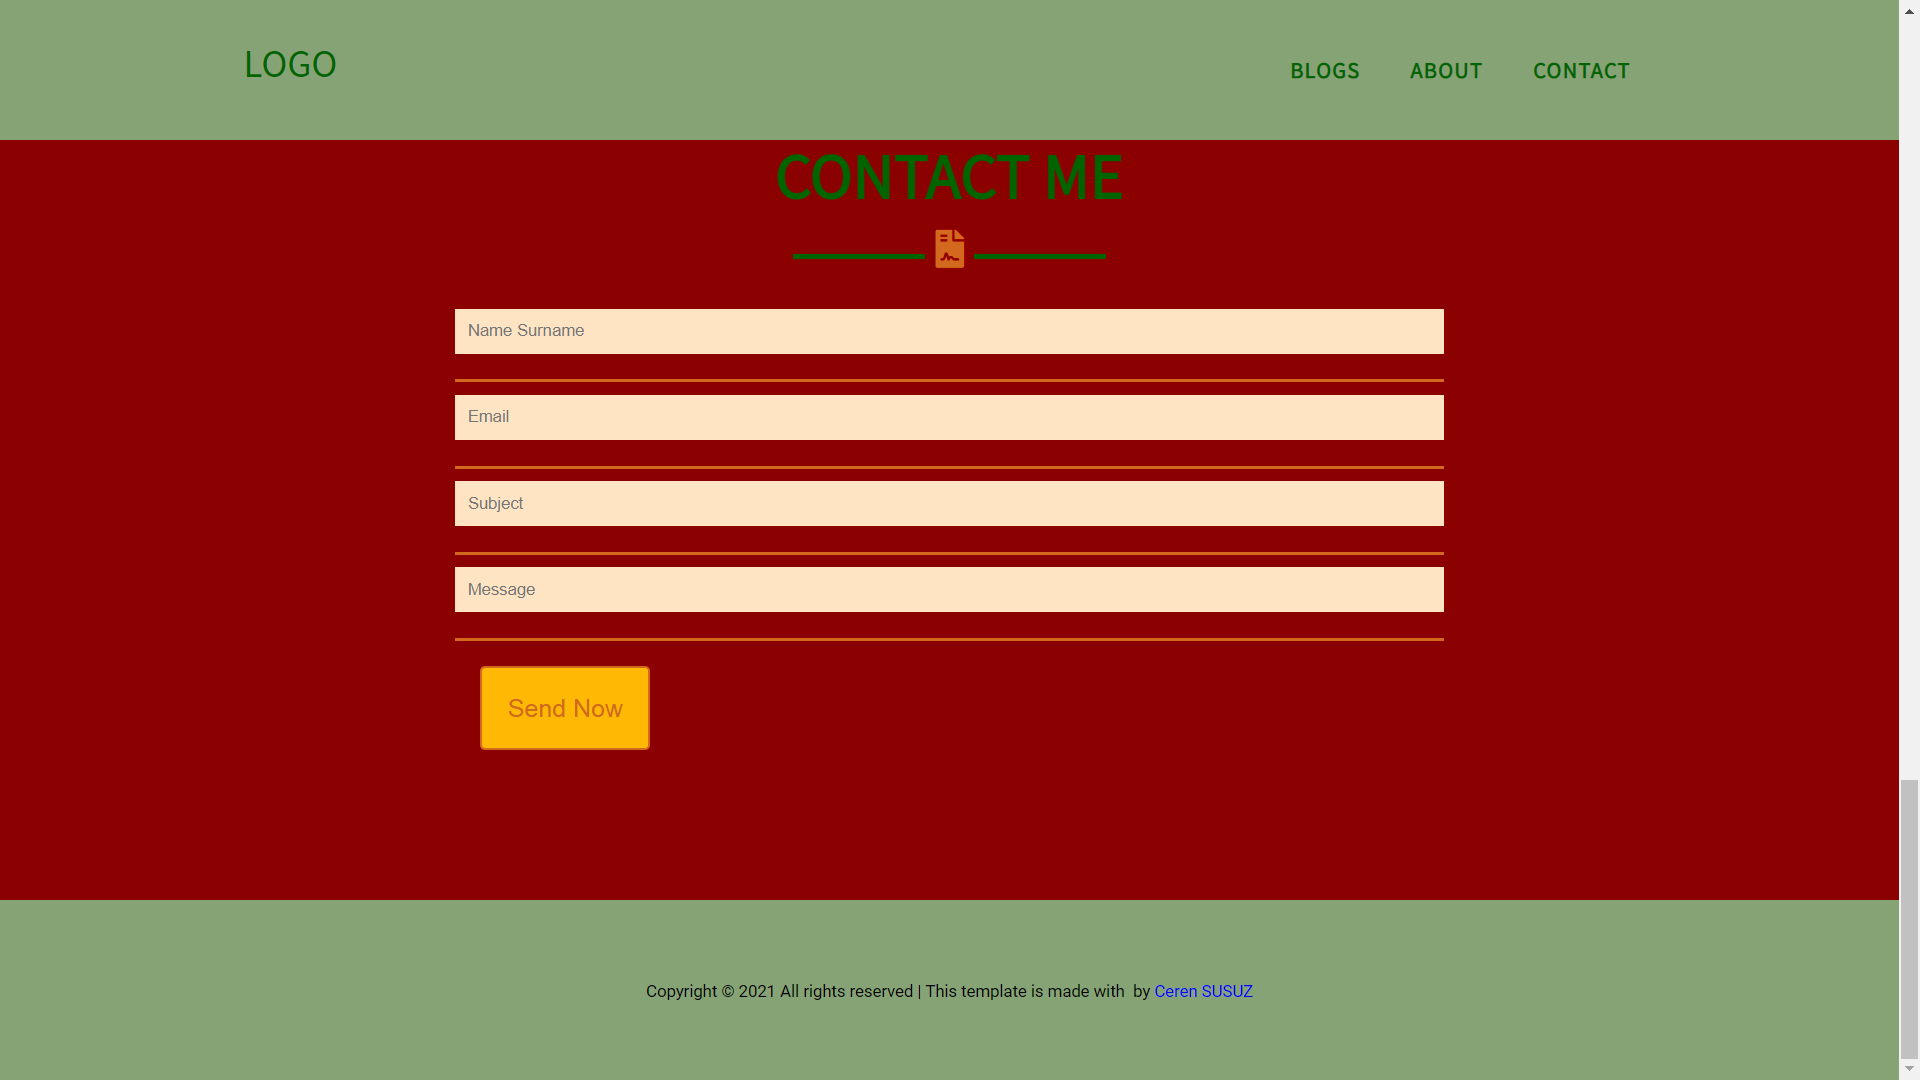 LOGO
BLOGS ABOUT CONTACT
CONTACT ME
Name Surname
Email
Subject
Message
Send Now
Copyright © 2021 All rights reserved | This template is made with  by Ceren SUSUZ